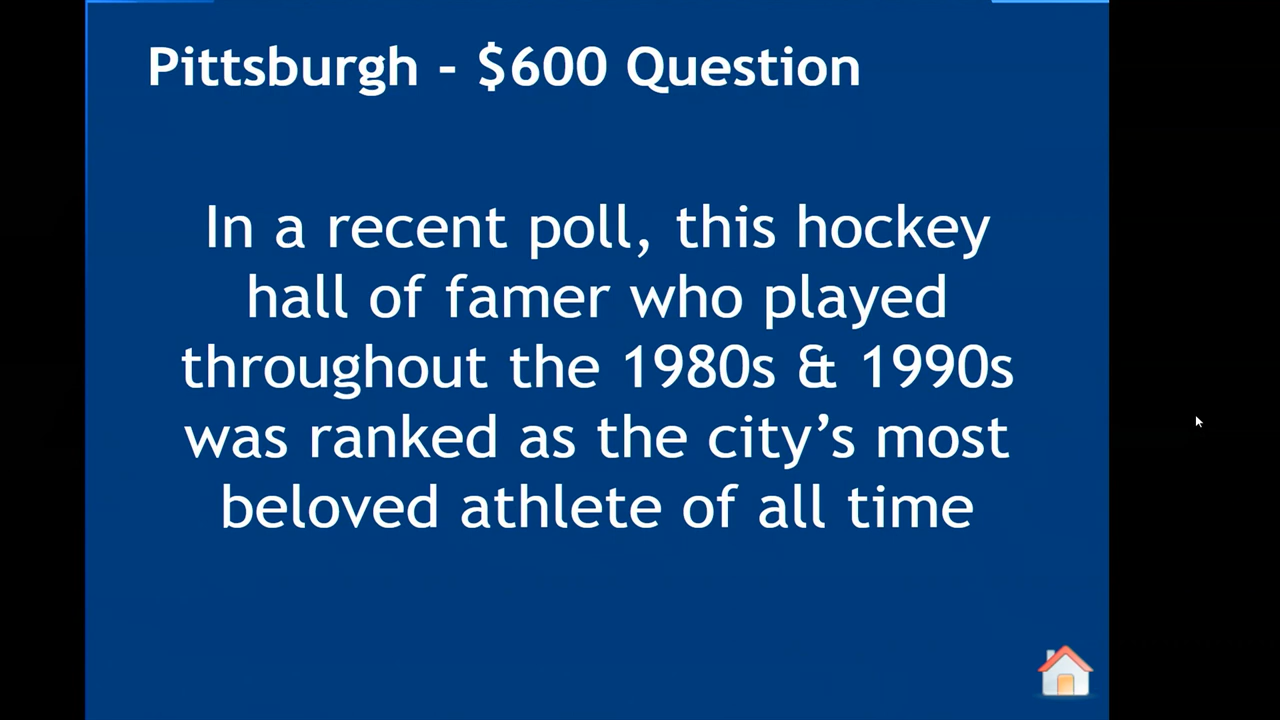 Pittsburgh - $600 Question
In a recent poll, this hockey
hall of famer who played
throughout the 1980s & 1990s
was ranked as the city’s most
beloved athlete of all time